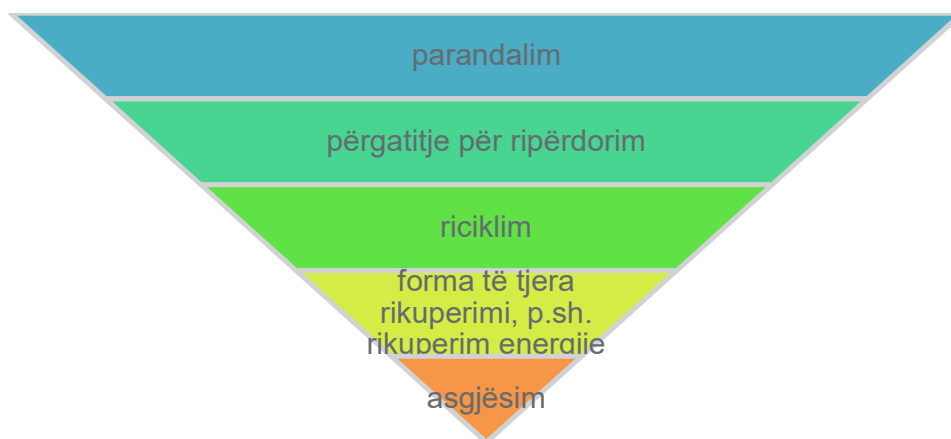 parandalim
përgatitje për ripërdorim
riciklim
forma të tjera
rikuperimi, p.sh.
rikuperim energjie
asgjësim